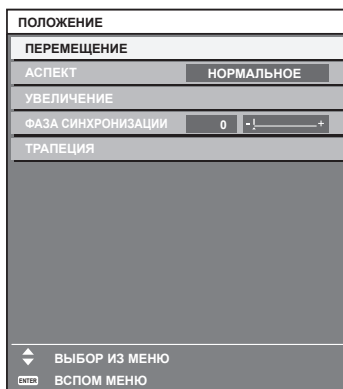 ПОЛОЖЕНИЕ
ПЕРЕМЕЩЕНИЕ
АСПЕКТ НОРМАЛЬНОЕ
УВЕЛИЧЕНИЕ
ФАЗА СИНХРОНИЗАЦИИ 0 - +
ТРАПЕЦИЯ
ВЫБОР ИЗ МЕНЮ
ENTER ВСПОМ МЕНЮ